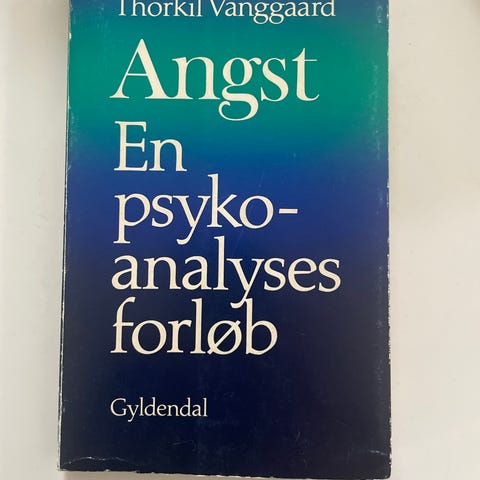 Thorkil Vanggaard
Angst
En
psyko-
analyses
forløb
Gyldendal